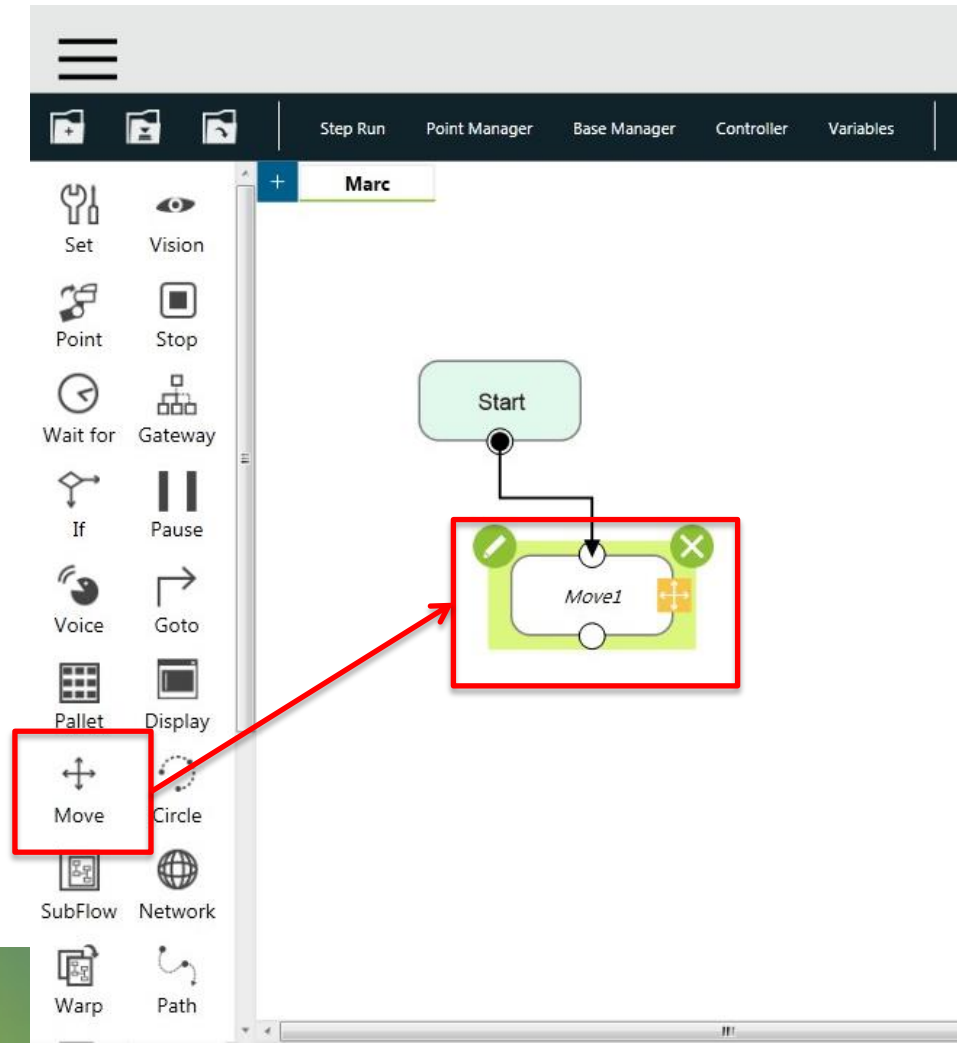 Step Run Point Manager Base Manager Controller Variables
+ Marc
Set Vision
Point Stop
Wait for Gateway
If Pause
Voice Goto
Pallet Display
Move Circle
SubFlow Network
Warp Path
Start
Move1